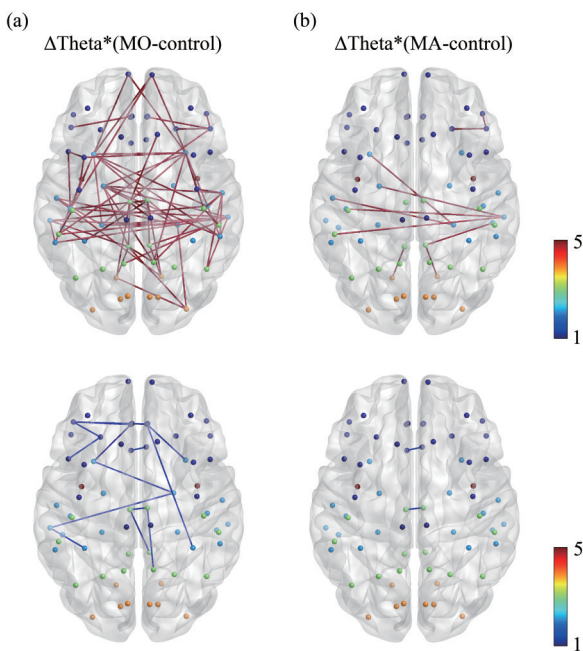 (a)
ΔTheta*(MO-control)
(b)
ΔTheta*(MA-control)
5
1
5
1